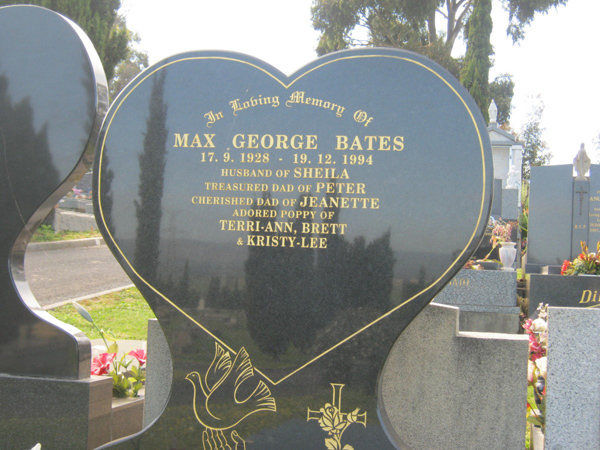 In Loving Memory Of
MAX GEORGE BATES
17.9.1928 - 19.12.1994
HUSBAND OF SHEILA
TREASURED DAD OF PETER
CHERISHED DAD OF JEANETTE
ADORED POPPY OF
TERRI-ANN, BRETT
& KRISTY-LEE